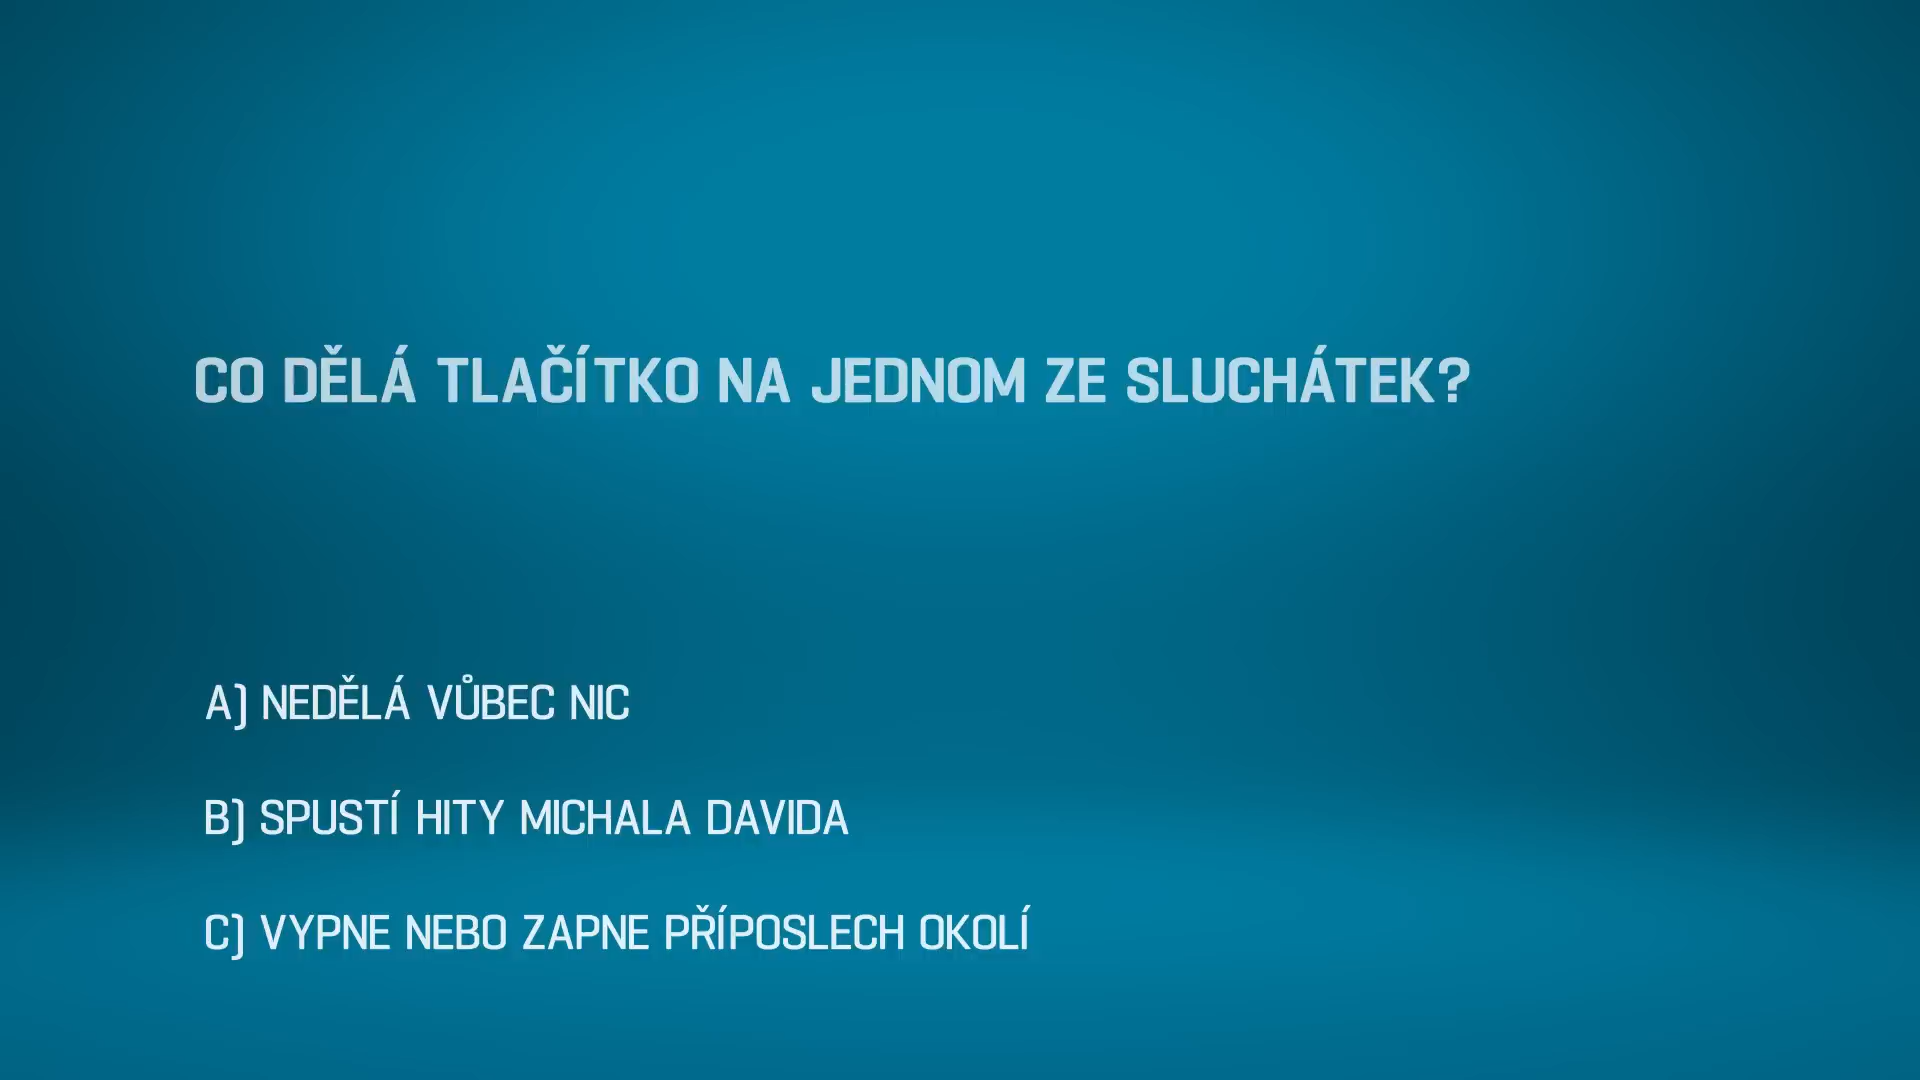 CO DĚLÁ TLAČÍTKO NA JEDNOM ZE SLUCHÁTEK?
A) NEDĚLÁ VŮBEC NIC
B) SPUSTÍ HITY MICHALA DAVIDA
C) VYPNE NEBO ZAPNE PŘÍPOSLECH OKOLÍ